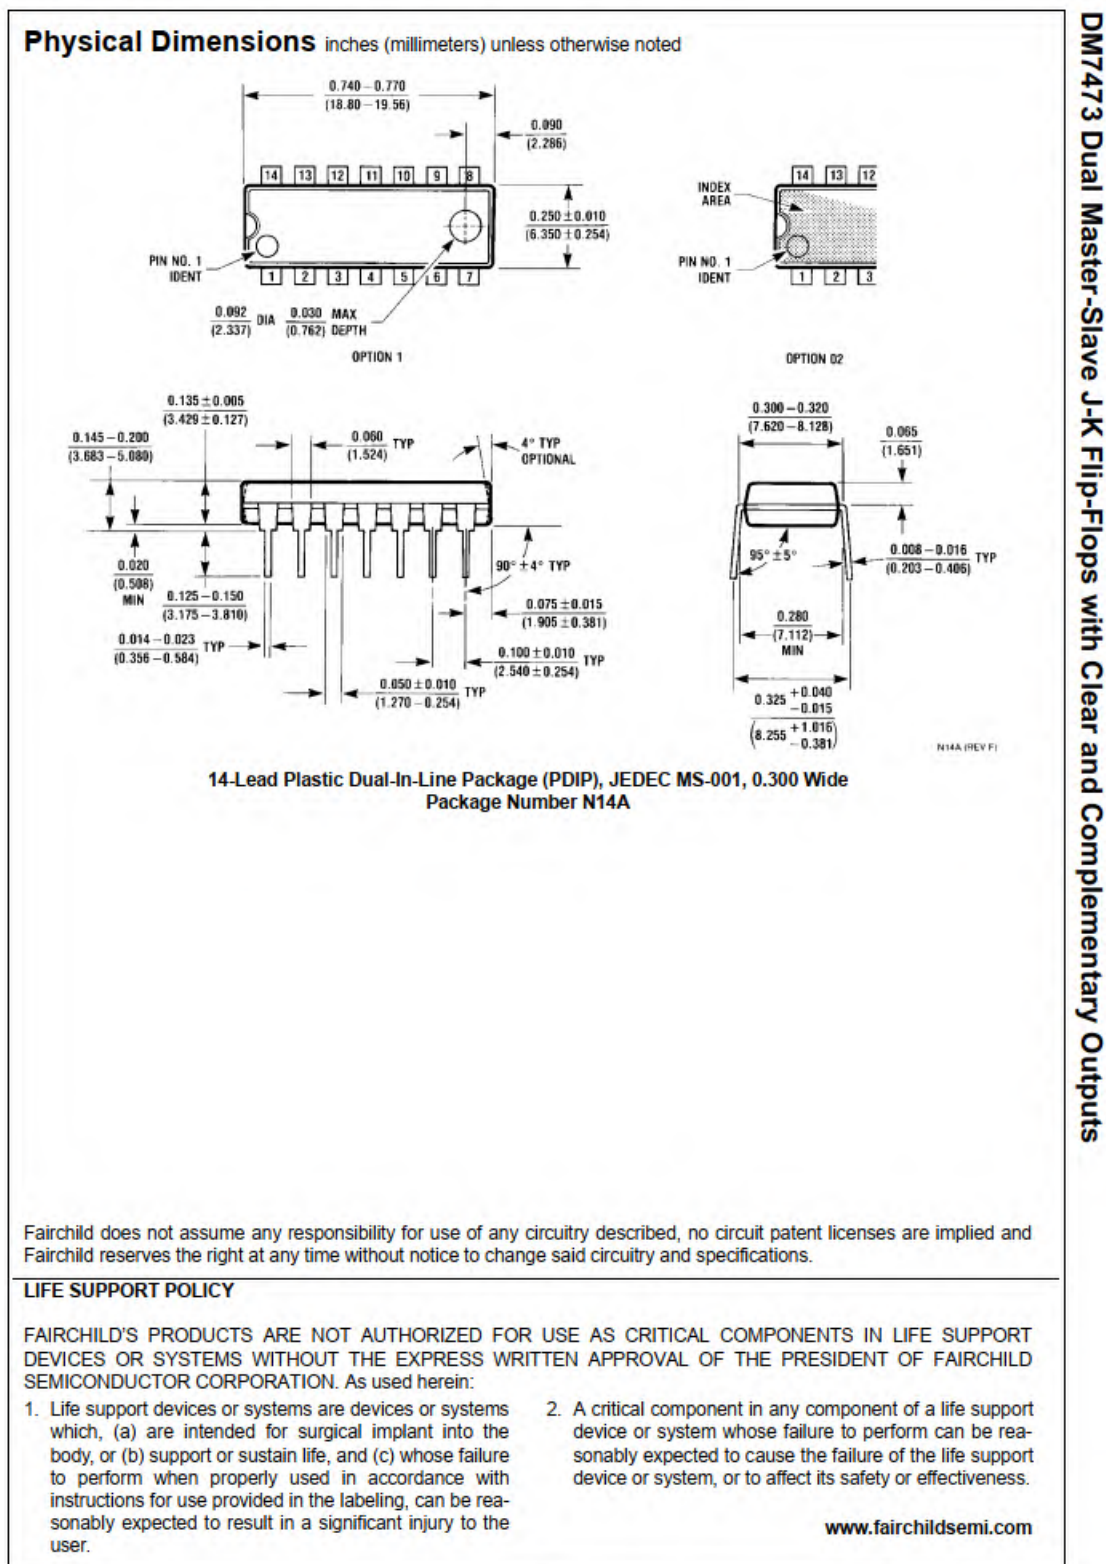 Physical Dimensions inches (millimeters) unless otherwise noted
0.740 – 0.770
(18.80 – 19.56)
0.090
(2.286)
14 13 12 11 10 9 8
14 13 12
INDEX
AREA
0.250 ± 0.010
(6.350 ± 0.254)
PIN NO. 1
IDENT
PIN NO. 1
IDENT
1 2 3 4 5 6 7
1 2 3
0.092
(2.337)
DIA
0.030
(0.762)
MAX
DEPTH
OPTION 1
OPTION 02
0.135 ± 0.005
(3.429 ± 0.127)
0.300 – 0.320
(7.620 – 8.128)
0.145 – 0.200
(3.683 – 5.080)
0.060
(1.524)
TYP
4° TYP
OPTIONAL
0.065
(1.651)
0.020
(0.508)
MIN
0.125 – 0.150
(3.175 – 3.810)
90° ± 4° TYP
95° ± 5°
0.008 – 0.016
(0.203 – 0.406)
TYP
0.075 ± 0.015
(1.905 ± 0.381)
0.280
(7.112)
MIN
0.014 – 0.023
(0.356 – 0.584)
TYP
0.100 ± 0.010
(2.540 ± 0.254)
TYP
0.050 ± 0.010
(1.270 – 0.254)
TYP
0.325 +0.040
–0.015
(8.255 +1.016
–0.381)
N14A (REV F)
14-Lead Plastic Dual-In-Line Package (PDIP), JEDEC MS-001, 0.300 Wide
Package Number N14A
Fairchild does not assume any responsibility for use of any circuitry described, no circuit patent licenses are implied and
Fairchild reserves the right at any time without notice to change said circuitry and specifications.
LIFE SUPPORT POLICY
FAIRCHILD'S PRODUCTS ARE NOT AUTHORIZED FOR USE AS CRITICAL COMPONENTS IN LIFE SUPPORT
DEVICES OR SYSTEMS WITHOUT THE EXPRESS WRITTEN APPROVAL OF THE PRESIDENT OF FAIRCHILD
SEMICONDUCTOR CORPORATION. As used herein:
1. Life support devices or systems are devices or systems
which, (a) are intended for surgical implant into the
body, or (b) support or sustain life, and (c) whose failure
to perform when properly used in accordance with
instructions for use provided in the labeling, can be rea-
sonably expected to result in a significant injury to the
user.
2. A critical component in any component of a life support
device or system whose failure to perform can be rea-
sonably expected to cause the failure of the life support
device or system, or to affect its safety or effectiveness.
www.fairchildsemi.com
DM7473 Dual Master-Slave J-K Flip-Flops with Clear and Complementary Outputs